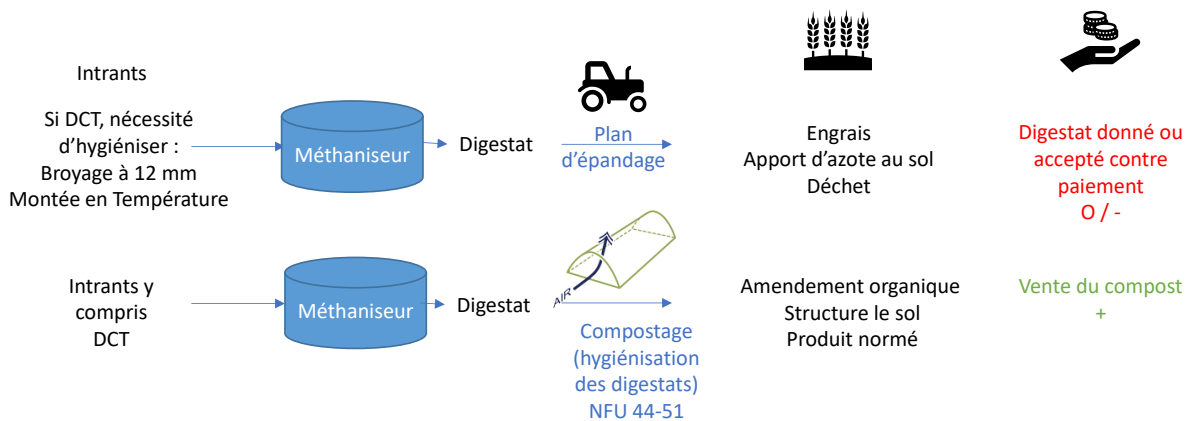 Intrants
Si DCT, nécessité
d'hygiéniser :
Broyage à 12 mm
Montée en Température
Méthaniseur
Digestat
Plan
d'épandage
Engrais
Apport d'azote au sol
Déchet
Digestat donné ou
accepté contre
paiement
O / -
Intrants y
compris
DCT
Méthaniseur
Digestat
AIR
Compostage
(hygiénisation
des digestats)
NFU 44-51
Amendement organique
Structure le sol
Produit normé
Vente du compost
+